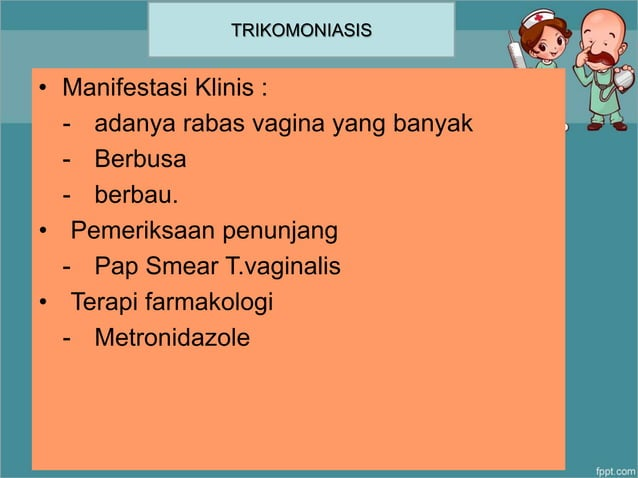 TRIKOMONIASIS
• Manifestasi Klinis :
- adanya rabas vagina yang banyak
- Berbusa
- berbau.
• Pemeriksaan penunjang
- Pap Smear T.vaginalis
• Terapi farmakologi
- Metronidazole
fppt.com